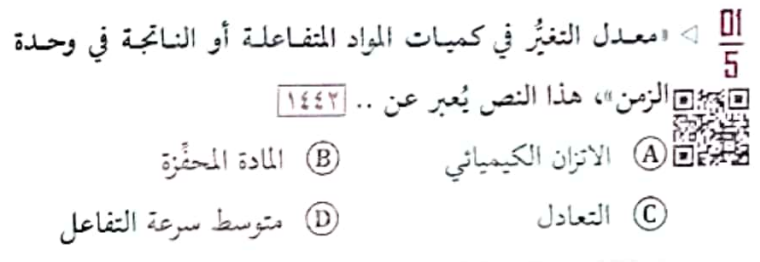 01
5
◁ «معدل التغيُّر في كميات المواد المتفاعلة أو الناتجة في وحدة
الزمن»، هذا النص يُعبر عن .. ١٤٤٢
A الاتزان الكيميائي B المادة المحفِّزة
C التعادل D متوسط سرعة التفاعل